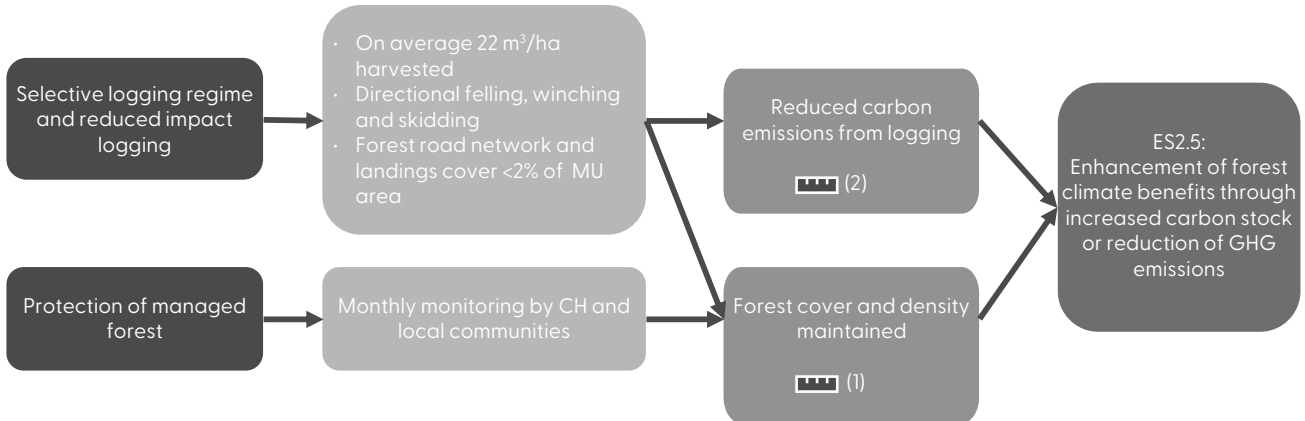 Selective logging regime
and reduced impact
logging
· On average 22 m³/ha
harvested
· Directional felling, winching
and skidding
· Forest road network and
landings cover <2% of MU
area
Reduced carbon
emissions from logging
(2)
ES2.5:
Enhancement of forest
climate benefits through
increased carbon stock
or reduction of GHG
emissions
Protection of managed
forest
Monthly monitoring by CH and
local communities
Forest cover and density
maintained
(1)